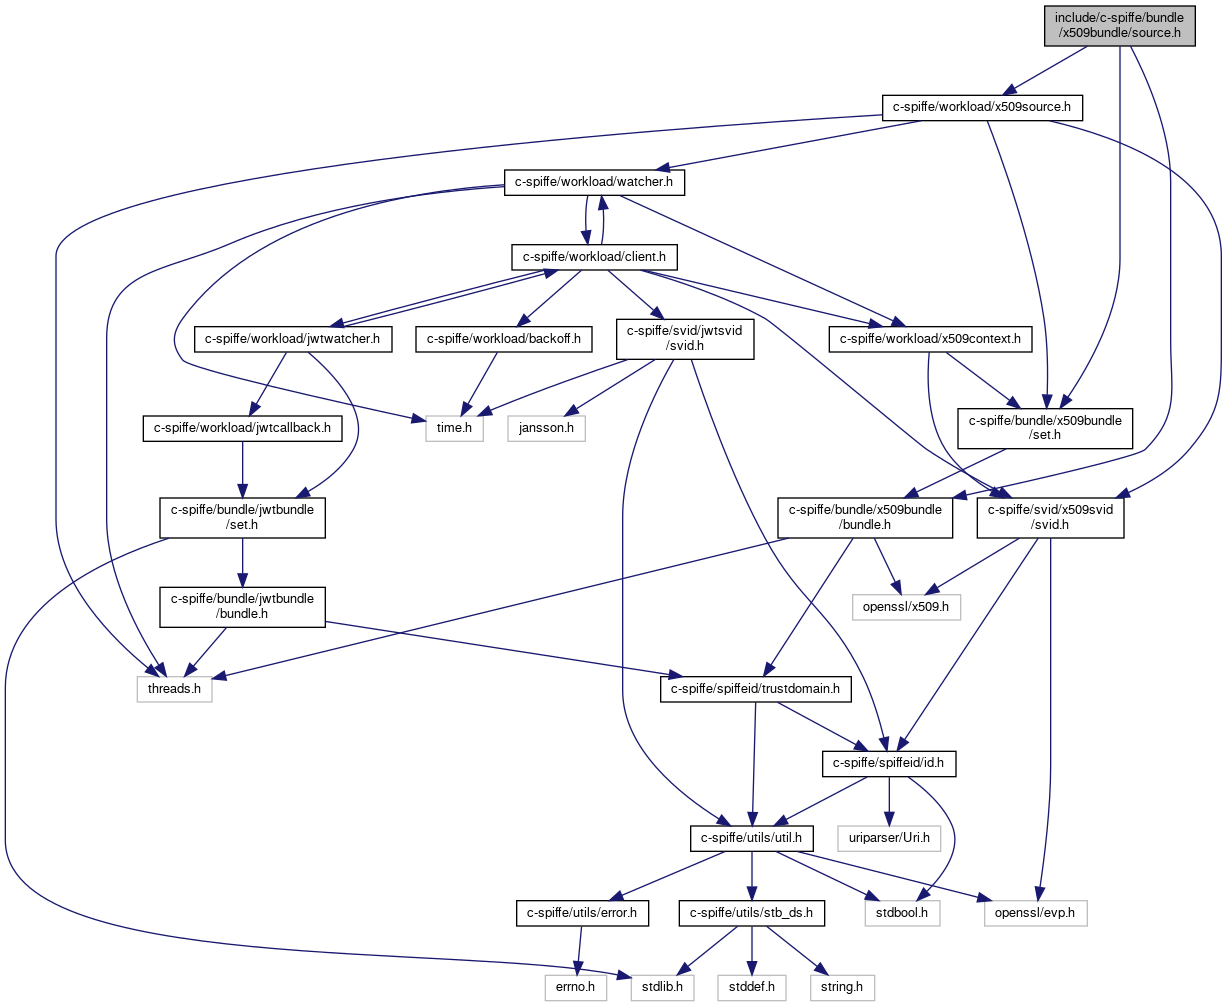 include/c-spiffe/bundle
/x509bundle/source.h
c-spiffe/workload/x509source.h
c-spiffe/workload/watcher.h
c-spiffe/workload/client.h
c-spiffe/workload/jwtwatcher.h
c-spiffe/workload/backoff.h
c-spiffe/svid/jwtsvid
/svid.h
c-spiffe/workload/x509context.h
c-spiffe/workload/jwtcallback.h
time.h
jansson.h
c-spiffe/bundle/x509bundle
/set.h
c-spiffe/bundle/jwtbundle
/set.h
c-spiffe/bundle/x509bundle
/bundle.h
c-spiffe/svid/x509svid
/svid.h
c-spiffe/bundle/jwtbundle
/bundle.h
openssl/x509.h
threads.h
c-spiffe/spiffeid/trustdomain.h
c-spiffe/spiffeid/id.h
c-spiffe/utils/util.h
uriparser/Uri.h
c-spiffe/utils/error.h
c-spiffe/utils/stb_ds.h
stdbool.h
openssl/evp.h
errno.h
stdlib.h
stddef.h
string.h